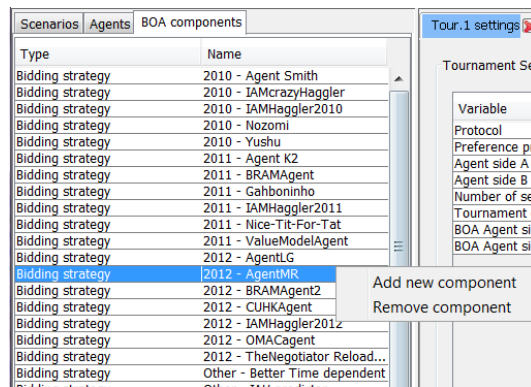 Scenarios Agents BOA components
Type Name
Bidding strategy 2010 - Agent Smith
Bidding strategy 2010 - IAMcrazyHaggler
Bidding strategy 2010 - IAMHaggler2010
Bidding strategy 2010 - Nozomi
Bidding strategy 2010 - Yushu
Bidding strategy 2011 - Agent K2
Bidding strategy 2011 - BRAMAgent
Bidding strategy 2011 - Gahboninho
Bidding strategy 2011 - IAMHaggler2011
Bidding strategy 2011 - Nice-Tit-For-Tat
Bidding strategy 2011 - ValueModelAgent
Bidding strategy 2012 - AgentLG
Bidding strategy 2012 - AgentMR
Bidding strategy 2012 - BRAMAgent2
Bidding strategy 2012 - CUHKAgent
Bidding strategy 2012 - IAMHaggler2012
Bidding strategy 2012 - OMACagent
Bidding strategy 2012 - TheNegotiator Reload...
Bidding strategy Other - Better Time dependent
Add new component
Remove component
Tour.1 settings
Tournament Se
Variable
Protocol
Preference p
Agent side A
Agent side B
Number of se
Tournament
BOA Agent si
BOA Agent si